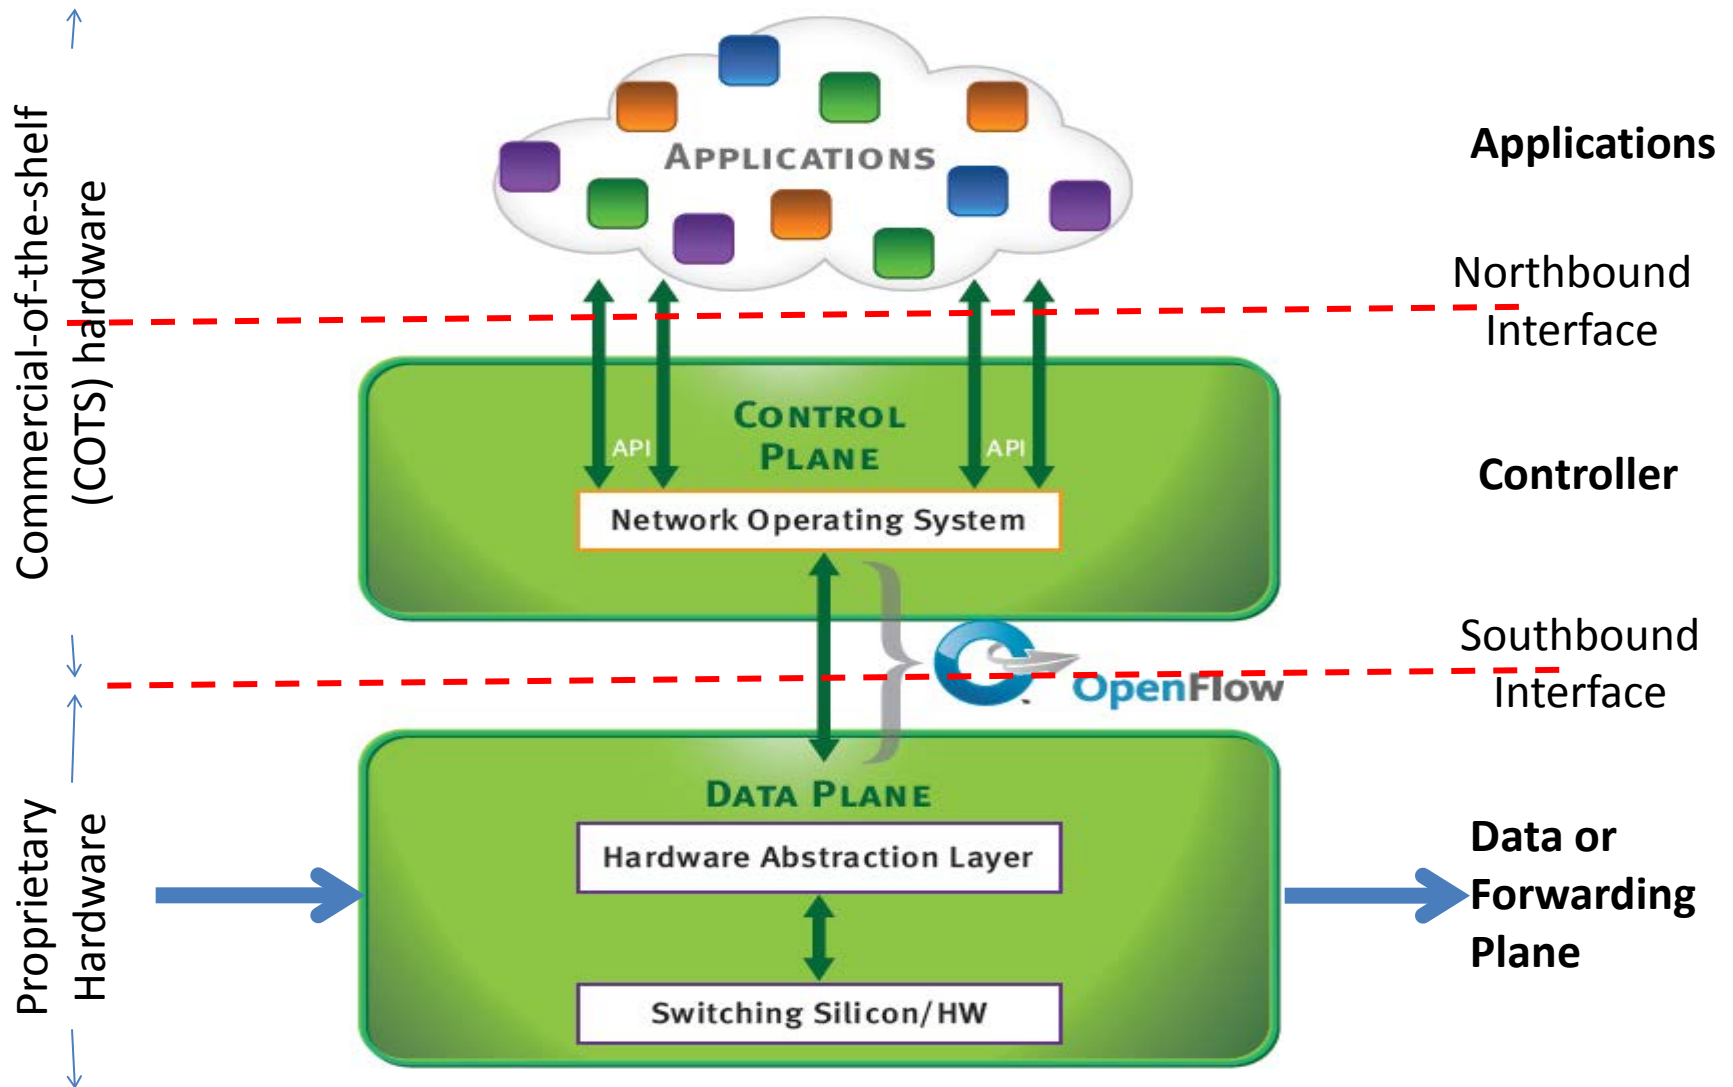 Commercial-of-the-shelf
(COTS) hardware
APPLICATIONS
Applications
Northbound
Interface
CONTROL
PLANE
API
API
Network Operating System
Controller
Southbound
Interface
OpenFlow
Proprietary
Hardware
DATA PLANE
Hardware Abstraction Layer
Switching Silicon/HW
Data or
Forwarding
Plane